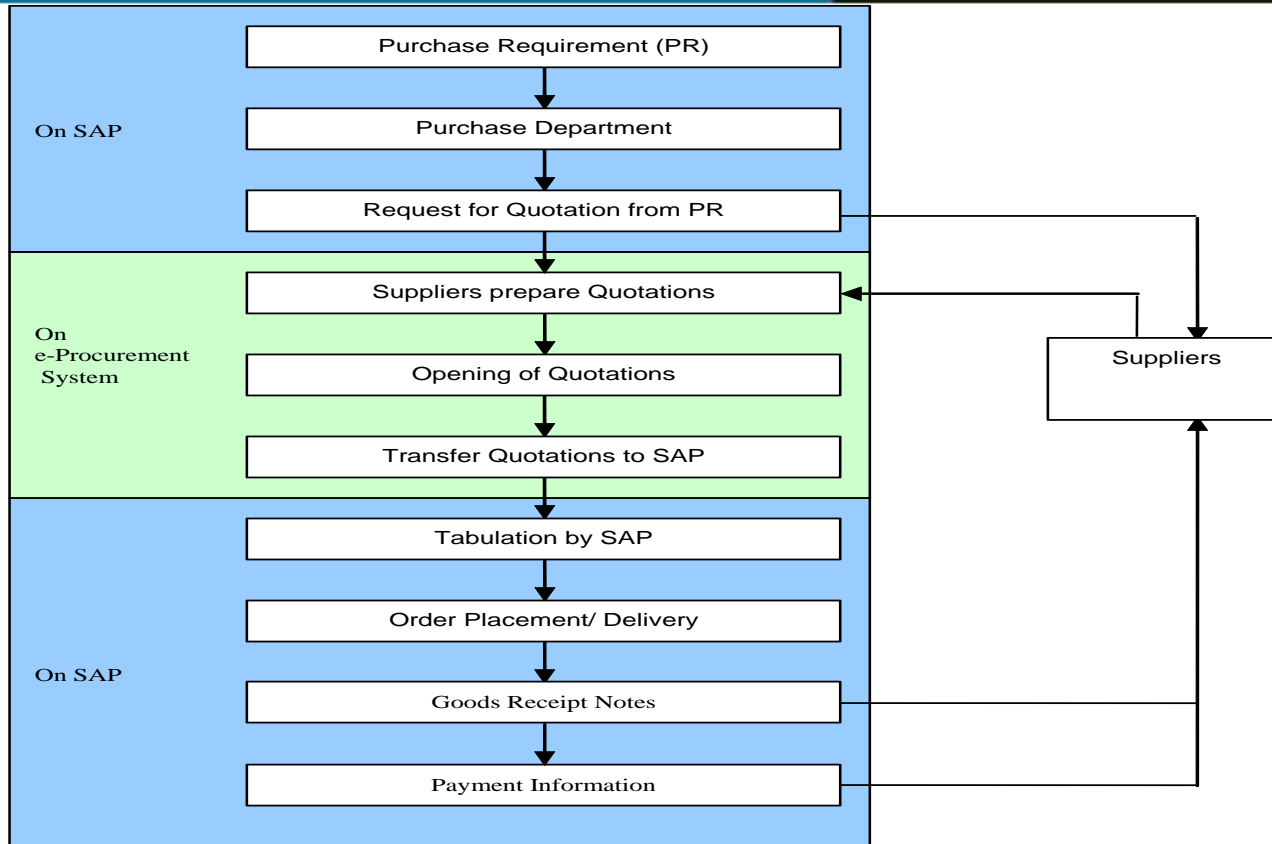 Purchase Requirement (PR)
On SAP
Purchase Department
Request for Quotation from PR
Suppliers prepare Quotations
On
e-Procurement
System
Opening of Quotations
Suppliers
Transfer Quotations to SAP
Tabulation by SAP
Order Placement/ Delivery
On SAP
Goods Receipt Notes
Payment Information